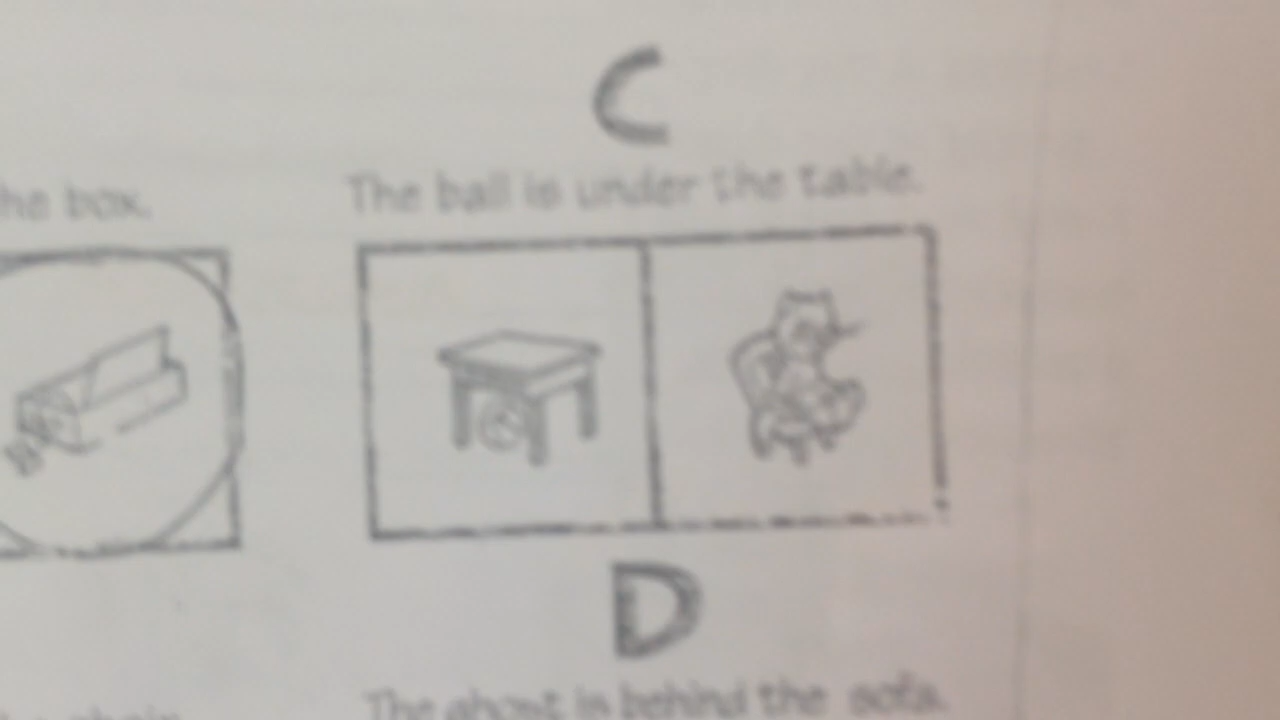 C
he box.
The ball is under the table.
D
The ghost is behind the sofa.